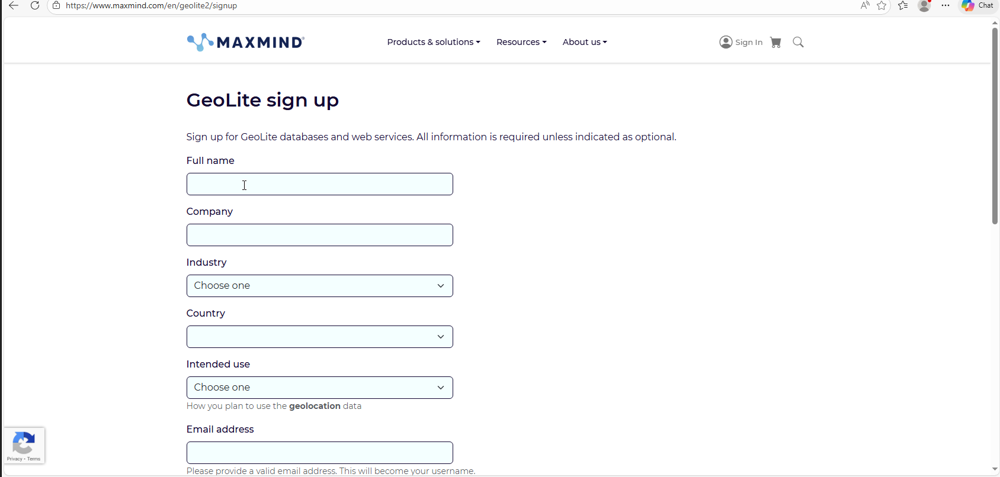 https://www.maxmind.com/en/geolite2/signup
Chat
MAXMIND
Products & solutions
Resources
About us
Sign In
GeoLite sign up
Sign up for GeoLite databases and web services. All information is required unless indicated as optional.
Full name
Company
Industry
Choose one
Country
Intended use
Choose one
How you plan to use the geolocation data
Email address
Please provide a valid email address. This will become your username.
Privacy - Terms